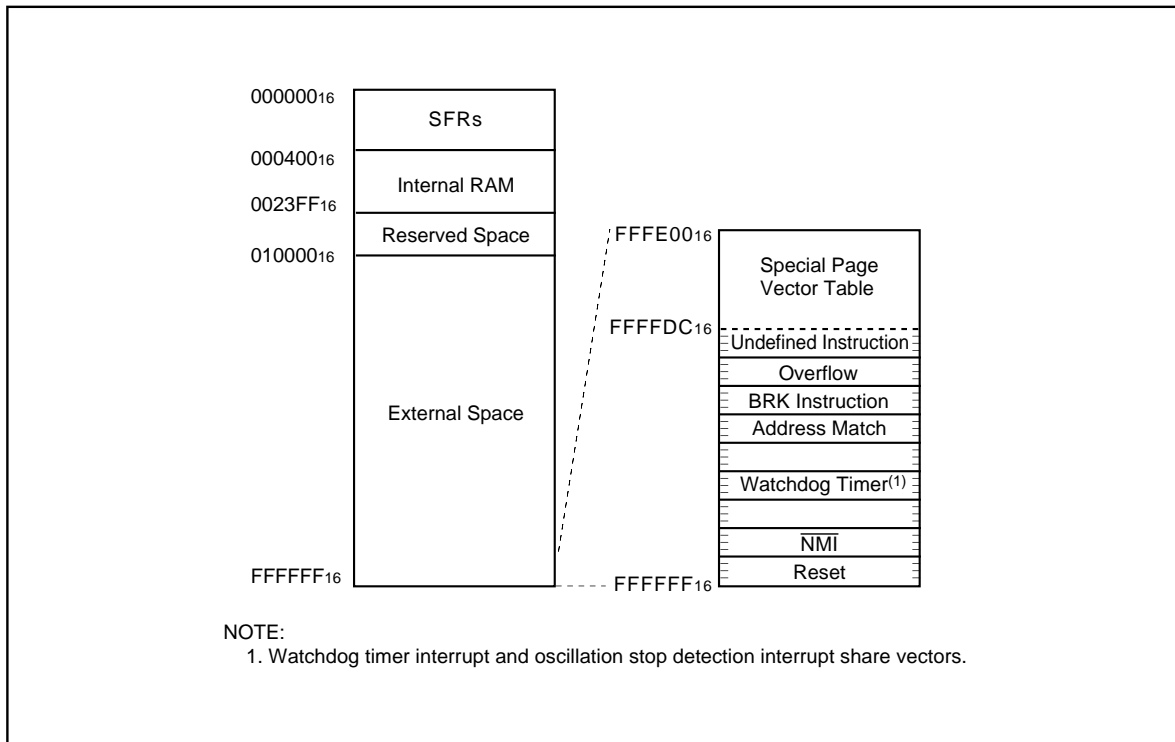 000000₁₆
SFRs
000400₁₆
Internal RAM
0023FF₁₆
Reserved Space
010000₁₆
External Space
FFFFFF₁₆
FFFE00₁₆
Special Page
Vector Table
FFFFDC₁₆
Undefined Instruction
Overflow
BRK Instruction
Address Match
Watchdog Timer⁽¹⁾
N̅M̅I̅
Reset
FFFFFF₁₆
NOTE:
1. Watchdog timer interrupt and oscillation stop detection interrupt share vectors.